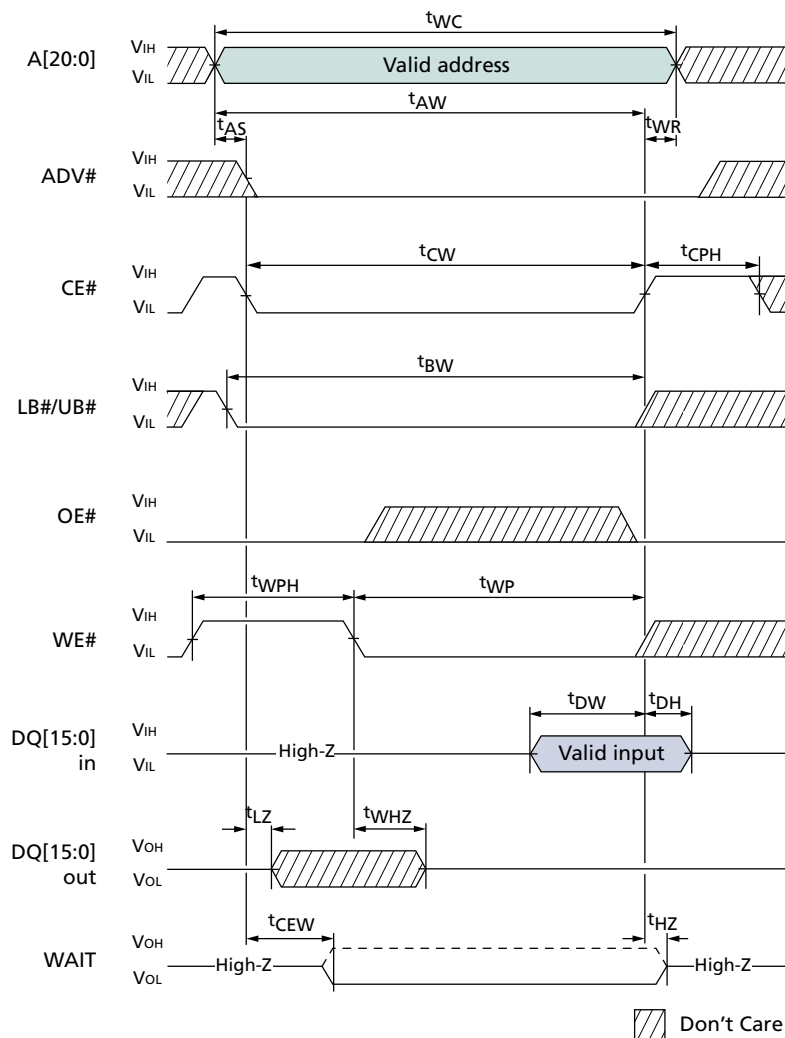 tWC
A[20:0]
VIH
VIL
Valid address
tAW
tAS
tWR
ADV#
VIH
VIL
tCW
tCPH
CE#
VIH
VIL
tBW
LB#/UB#
VIH
VIL
OE#
VIH
VIL
tWPH
tWP
WE#
VIH
VIL
tDW
tDH
DQ[15:0]
in
VIH
VIL
High-Z
Valid input
tLZ
tWHZ
DQ[15:0]
out
VOH
VOL
tCEW
tHZ
WAIT
VOH
VOL
High-Z
High-Z
Don't Care